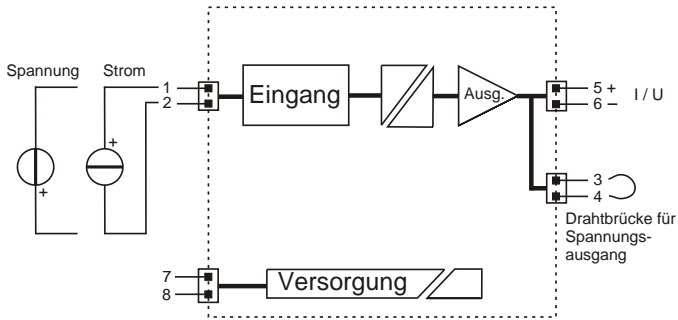 Spannung
Strom
+
+
1
2
Eingang
Ausg.
5 +
6 –
I / U
3
4
Drahtbrücke für
Spannungs-
ausgang
7
8
Versorgung